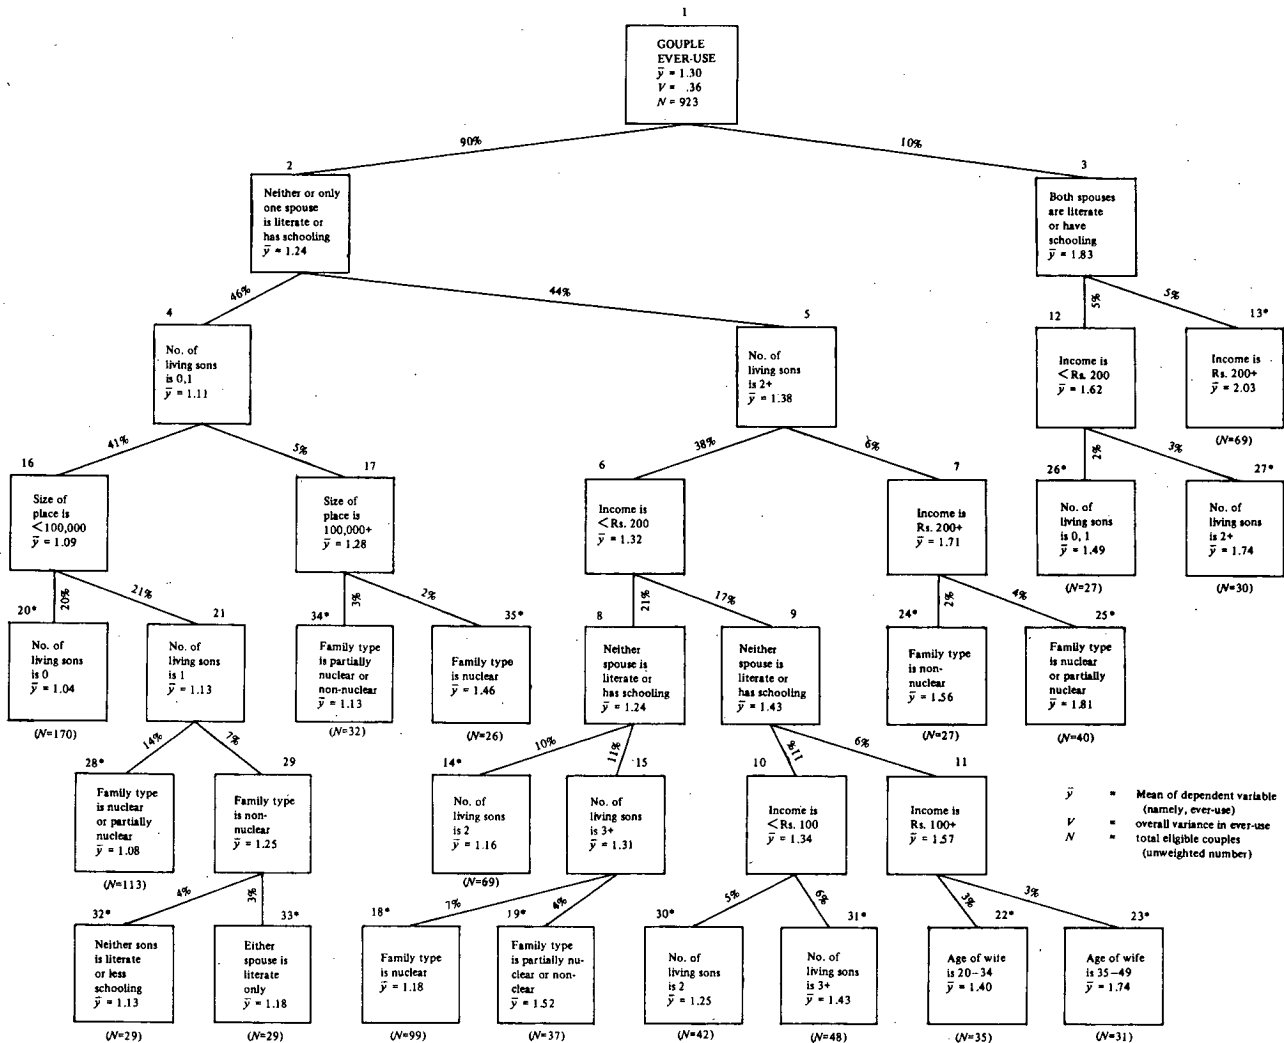 1
GOUPLE
EVER-USE
ȳ = 1.30
V = .36
N = 923
90%
10%
2
Neither or only
one spouse
is literate or
has schooling
ȳ = 1.24
3
Both spouses
are literate
or have
schooling
ȳ = 1.83
46%
44%
5%
5%
4
No. of
living sons
is 0,1
ȳ = 1.11
5
No. of
living sons
is 2+
ȳ = 1.38
12
Income is
<Rs. 200
ȳ = 1.62
13*
Income is
Rs. 200+
ȳ = 2.03
(N=69)
41%
5%
38%
6%
2%
3%
16
Size of
place is
<100,000
ȳ = 1.09
17
Size of
place is
100,000+
ȳ = 1.28
6
Income is
<Rs. 200
ȳ = 1.32
7
Income is
Rs. 200+
ȳ = 1.71
26*
No. of
living sons
is 0, 1
ȳ = 1.49
(N=27)
27*
No. of
living sons
is 2+
ȳ = 1.74
(N=30)
20%
21%
3%
2%
21%
17%
2%
4%
20*
No. of
living sons
is 0
ȳ = 1.04
(N=170)
21
No. of
living sons
is 1
ȳ = 1.13
34*
Family type
is partially
nuclear or
non-nuclear
ȳ = 1.13
(N=32)
35*
Family type
is nuclear
ȳ = 1.46
(N=26)
8
Neither
spouse is
literate or
has schooling
ȳ = 1.24
9
Neither
spouse is
literate or
has schooling
ȳ = 1.43
24*
Family type
is non-
nuclear
ȳ = 1.56
(N=27)
25*
Family type
is nuclear
or partially
nuclear
ȳ = 1.81
(N=40)
14%
7%
10%
11%
11%
6%
28*
Family type
is nuclear
or partially
nuclear
ȳ = 1.08
(N=113)
29
Family type
is non-
nuclear
ȳ = 1.25
14*
No. of
living sons
is 2
ȳ = 1.16
(N=69)
15
No. of
living sons
is 3+
ȳ = 1.31
10
Income is
<Rs. 100
ȳ = 1.34
11
Income is
Rs. 100+
ȳ = 1.57
ȳ = Mean of dependent variable
(namely, ever-use)
V = overall variance in ever-use
N = total eligible couples
(unweighted number)
4%
3%
7%
4%
5%
6%
3%
3%
32*
Neither sons
is literate
or less
schooling
ȳ = 1.13
(N=29)
33*
Either
spouse is
literate
only
ȳ = 1.18
(N=29)
18*
Family type
is nuclear
ȳ = 1.18
(N=99)
19*
Family type
is partially nu-
clear or non-
clear
ȳ = 1.52
(N=37)
30*
No. of
living sons
is 2
ȳ = 1.25
(N=42)
31*
No. of
living sons
is 3+
ȳ = 1.43
(N=48)
22*
Age of wife
is 20-34
ȳ = 1.40
(N=35)
23*
Age of wife
is 35-49
ȳ = 1.74
(N=31)